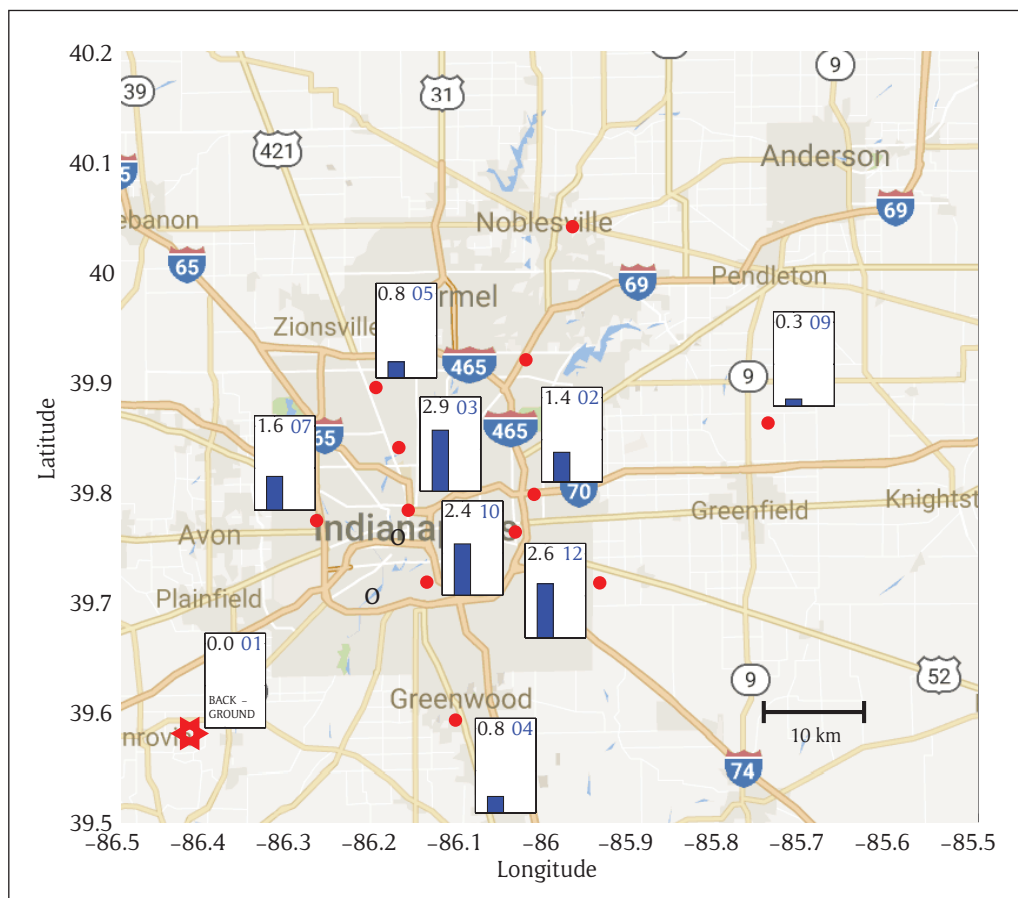 40.2
39
31
9
421
40.1
Anderson
5
69
ebanon
Noblesville
65
40
69
Pendleton
0.8 05
rmel
0.3 09
Zionsville
465
39.9
9
1.4 02
2.9 03
1.6 07
65
465
Latitude
39.8
70
Knightst
2.4 10
Greenfield
Indianap
s
Avon
O
2.6 12
O
39.7
Plainfield
0.0 01
BACK –
GROUND
9
52
Greenwood
39.6
nrovi
0.8 04
10 km
74
39.5
–86.5 –86.4 –86.3 –86.2 –86.1 –86 –85.9 –85.8 –85.7 –85.6 –85.5
Longitude